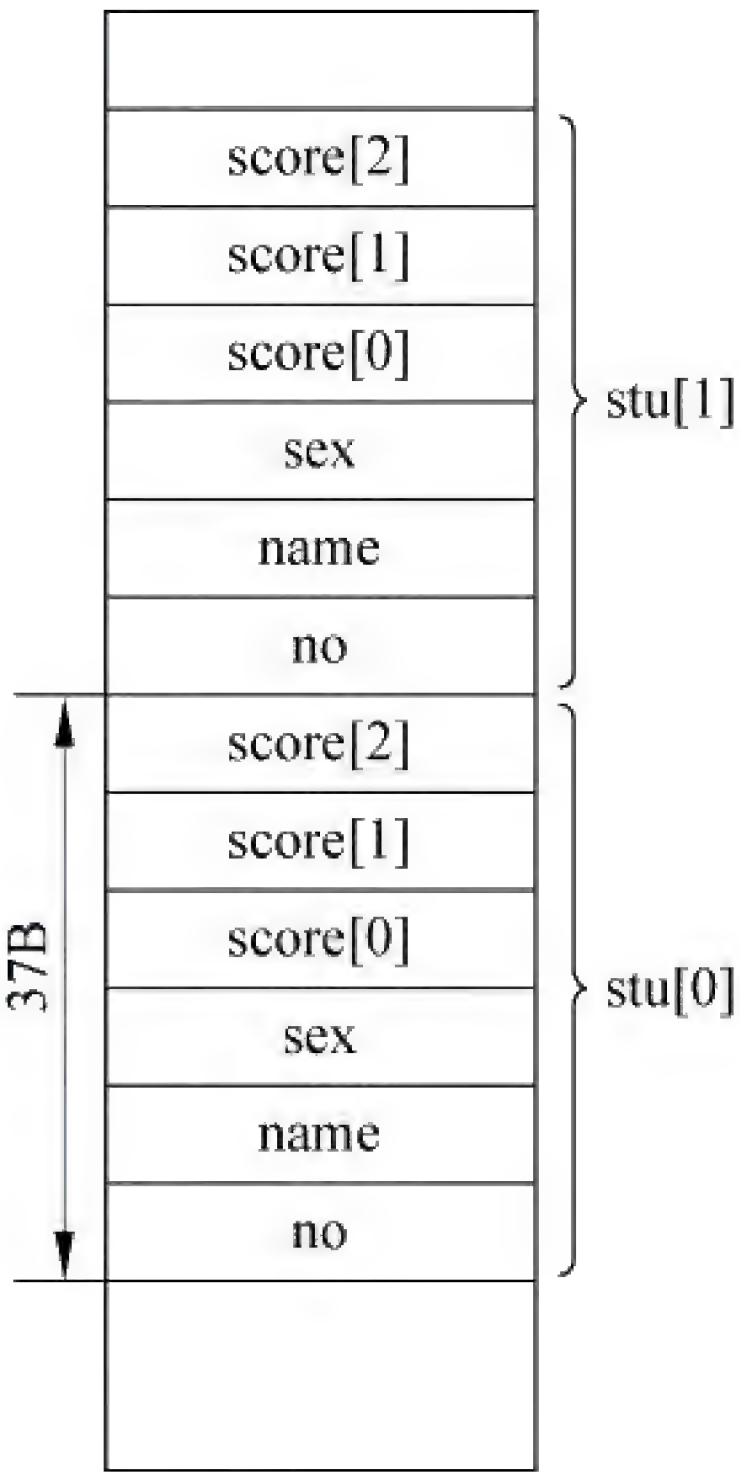 score[2]
score[1]
score[0]
sex
name
no
stu[1]
score[2]
score[1]
score[0]
sex
name
no
stu[0]
37B